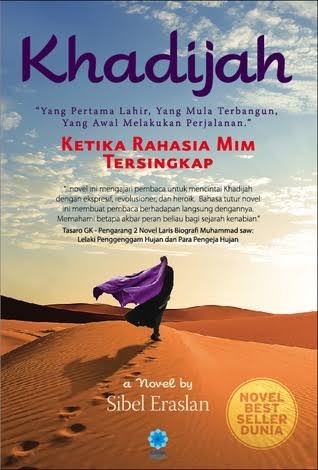 Khadijah
"Yang Pertama Lahir, Yang Mula Terbangun,
Yang Awal Melakukan Perjalanan."
Ketika Rahasia Mim
Tersingkap
"..novel ini mengajari pembaca untuk mencintai Khadijah
dengan ekspresif, revolusioner, dan heroik. Bahasa tutur novel
ini membuat pembaca berhadapan langsung dengannya.
Memahami betapa akbar peran beliau bagi sejarah kenabian"
Tasaro GK - Pengarang 2 Novel Laris Biografi Muhammad saw:
Lelaki Penggenggam Hujan dan Para Pengeja Hujan
a Novel by
Sibel Eraslan
NOVEL
BEST
SELLER
DUNIA